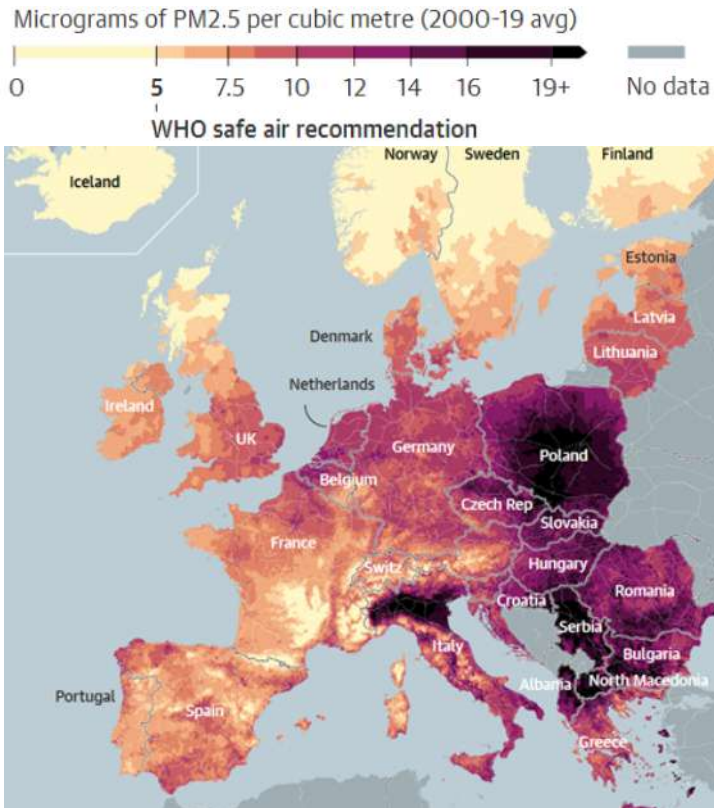 Micrograms of PM2.5 per cubic metre (2000-19 avg)
0 5 7.5 10 12 14 16 19+ No data
WHO safe air recommendation
Norway Sweden Finland
Iceland
Estonia
Latvia
Denmark
Lithuania
Netherlands
Ireland
UK
Germany
Poland
Belgium
Czech Rep
Slovakia
France
Switz
Hungary
Romania
Croatia
Serbia
Italy
Bulgaria
Albania North Macedonia
Portugal
Spain
Greece